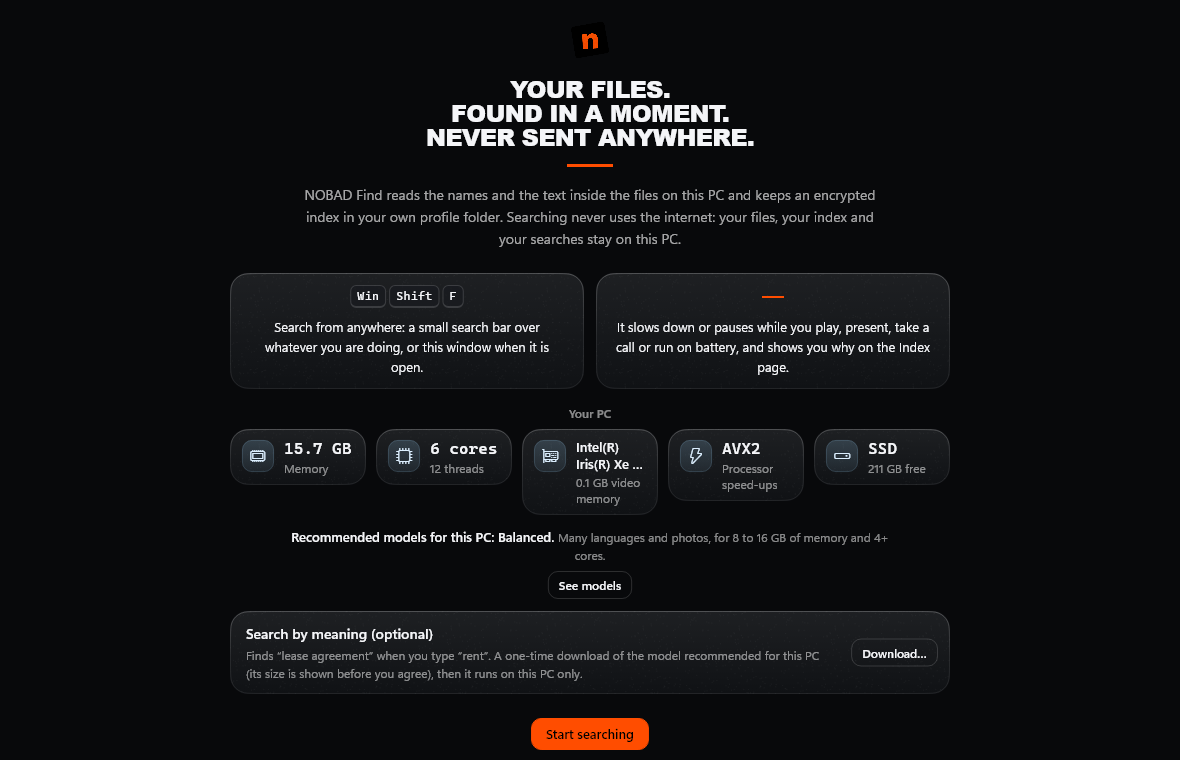 n
YOUR FILES.
FOUND IN A MOMENT.
NEVER SENT ANYWHERE.
NOBAD Find reads the names and the text inside the files on this PC and keeps an encrypted
index in your own profile folder. Searching never uses the internet: your files, your index and
your searches stay on this PC.
Win Shift F
Search from anywhere: a small search bar over
whatever you are doing, or this window when it is
open.
It slows down or pauses while you play, present, take a
call or run on battery, and shows you why on the Index
page.
Your PC
15.7 GB
Memory
6 cores
12 threads
Intel(R)
Iris(R) Xe ...
0.1 GB video
memory
AVX2
Processor
speed-ups
SSD
211 GB free
Recommended models for this PC: Balanced. Many languages and photos, for 8 to 16 GB of memory and 4+
cores.
See models
Search by meaning (optional)
Finds “lease agreement” when you type “rent”. A one-time download of the model recommended for this PC
(its size is shown before you agree), then it runs on this PC only.
Download...
Start searching